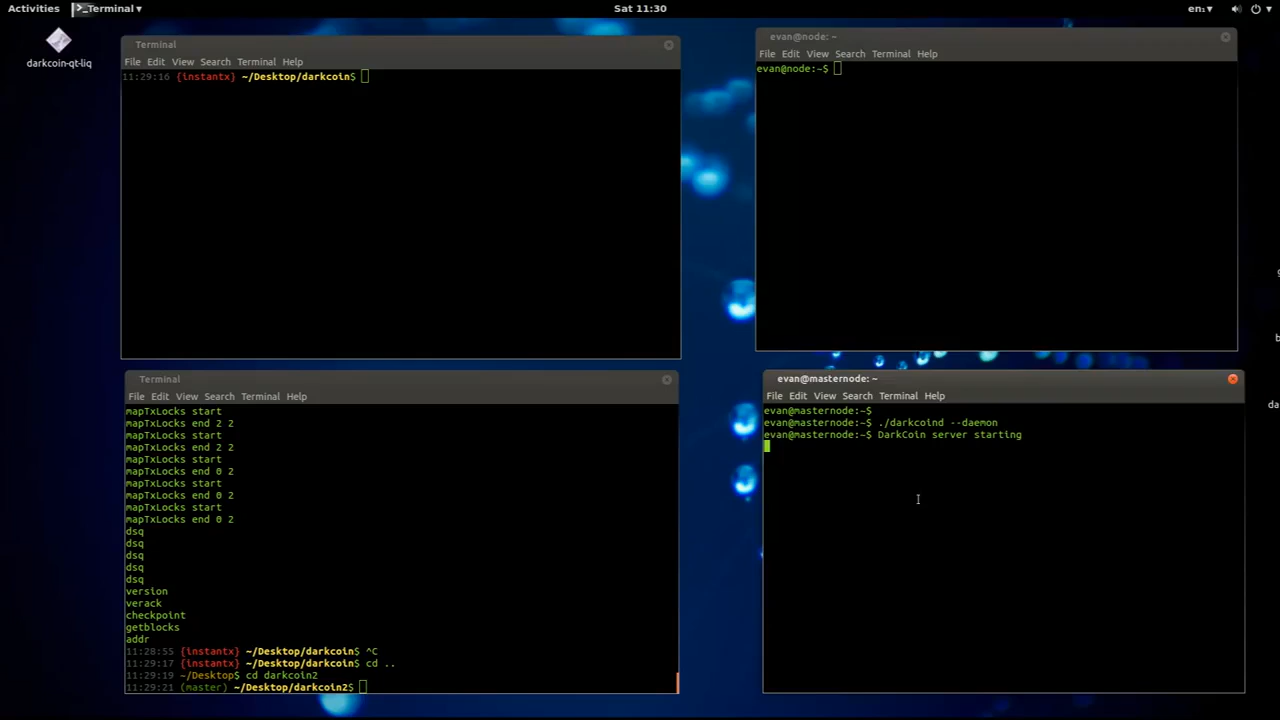 Activities
Terminal ▾
Sat 11:30
en:▾
darkcoin-qt-liq
Terminal
File Edit View Search Terminal Help
11:29:16 {instantx} ~/Desktop/darkcoin$
evan@node: ~
File Edit View Search Terminal Help
evan@node:~$
Terminal
File Edit View Search Terminal Help
mapTxLocks start
mapTxLocks end 2 2
mapTxLocks start
mapTxLocks end 2 2
mapTxLocks start
mapTxLocks end 0 2
mapTxLocks start
mapTxLocks end 0 2
mapTxLocks start
mapTxLocks end 0 2
dsq
dsq
dsq
dsq
dsq
version
verack
checkpoint
getblocks
addr
11:28:55 {instantx} ~/Desktop/darkcoin$ ^C
11:29:17 {instantx} ~/Desktop/darkcoin$ cd ..
11:29:19 ~/Desktop$ cd darkcoin2
11:29:21 (master) ~/Desktop/darkcoin2$
evan@masternode: ~
File Edit View Search Terminal Help
evan@masternode:~$
evan@masternode:~$ ./darkcoind --daemon
evan@masternode:~$ DarkCoin server starting
da